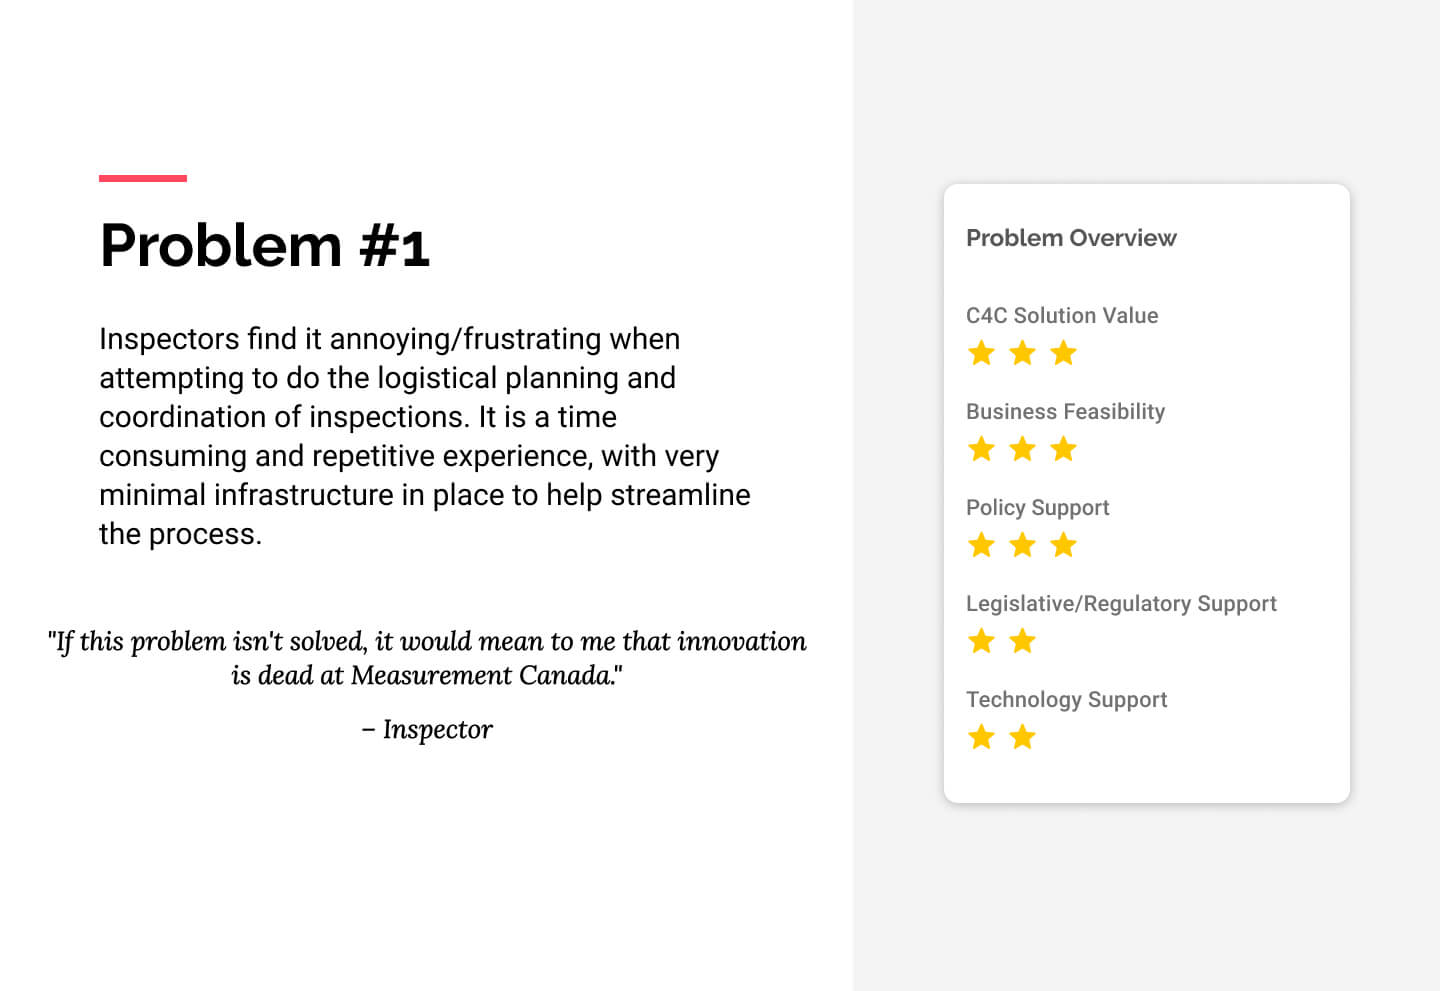 Problem #1
Inspectors find it annoying/frustrating when
attempting to do the logistical planning and
coordination of inspections. It is a time
consuming and repetitive experience, with very
minimal infrastructure in place to help streamline
the process.
"If this problem isn't solved, it would mean to me that innovation
is dead at Measurement Canada."
– Inspector
Problem Overview
C4C Solution Value
Business Feasibility
Policy Support
Legislative/Regulatory Support
Technology Support